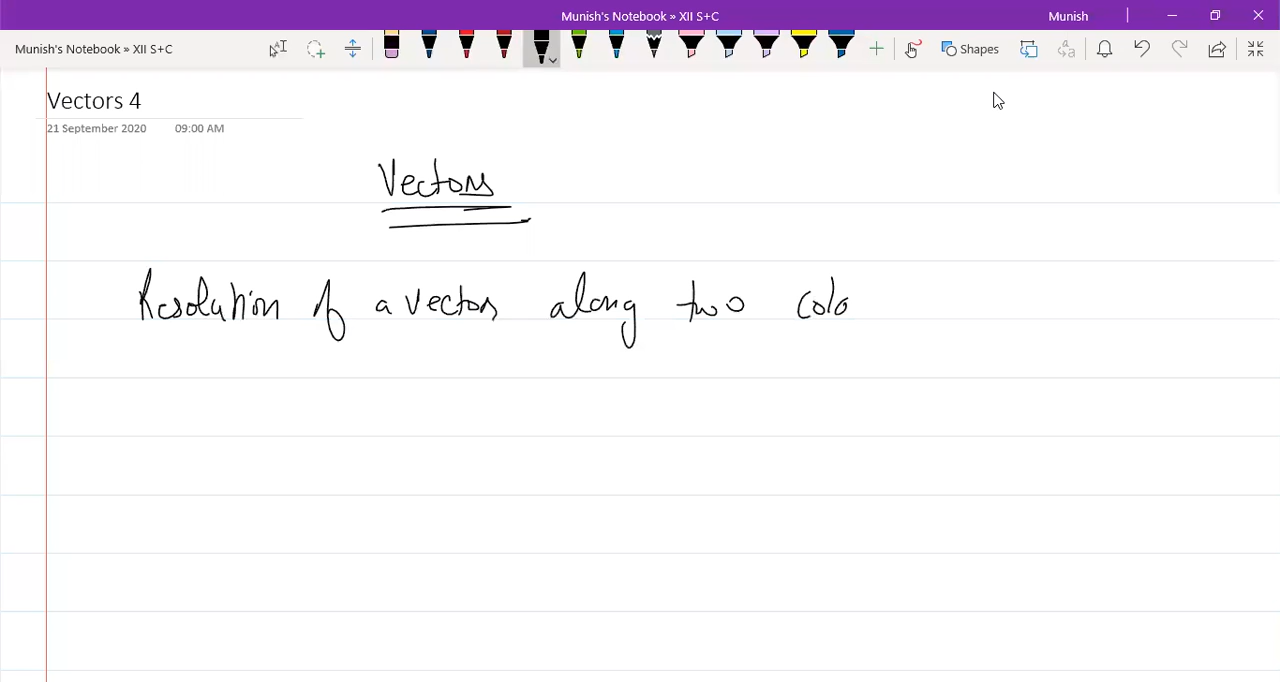 Munish's Notebook » XII S+C
Munish
Munish's Notebook » XII S+C
Shapes
Vectors 4
21 September 2020 09:00 AM
Vectors
Resolution of a vector along two colo